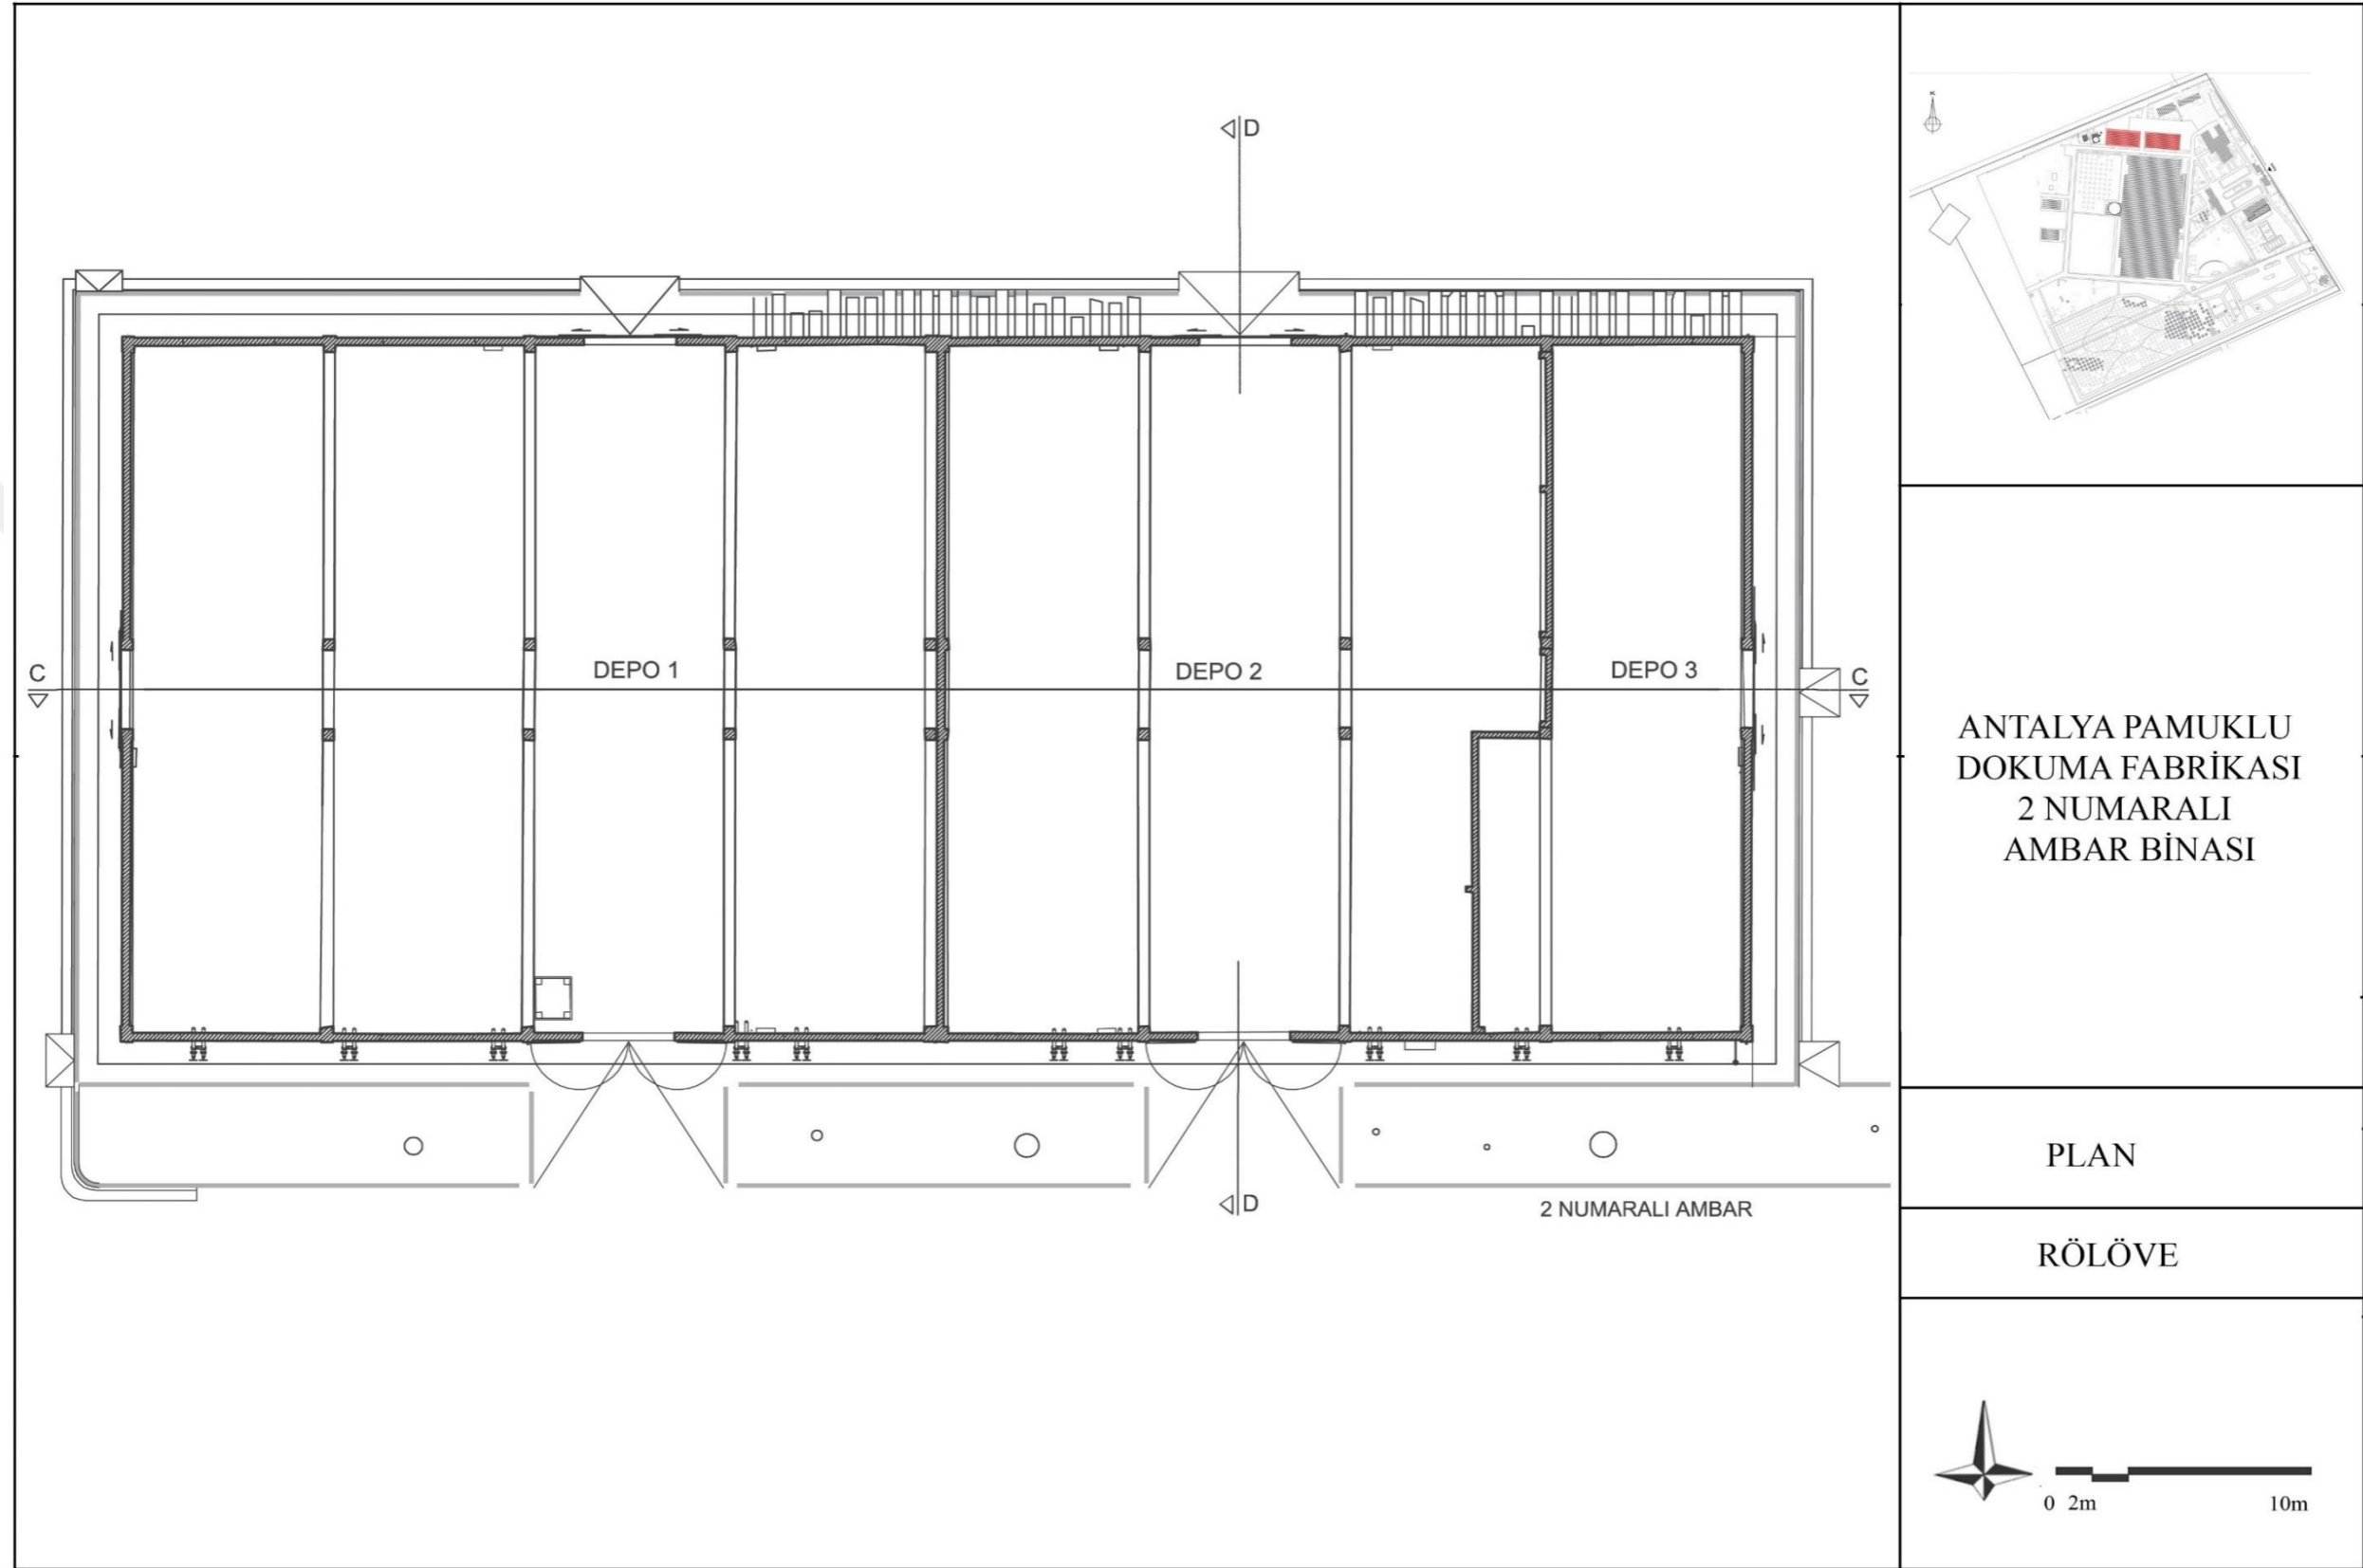 D
DEPO 1
DEPO 2
DEPO 3
C
C
D
2 NUMARALI AMBAR
K
ANTALYA PAMUKLU
DOKUMA FABRİKASI
2 NUMARALI
AMBAR BİNASI
PLAN
RÖLÖVE
0 2m 10m